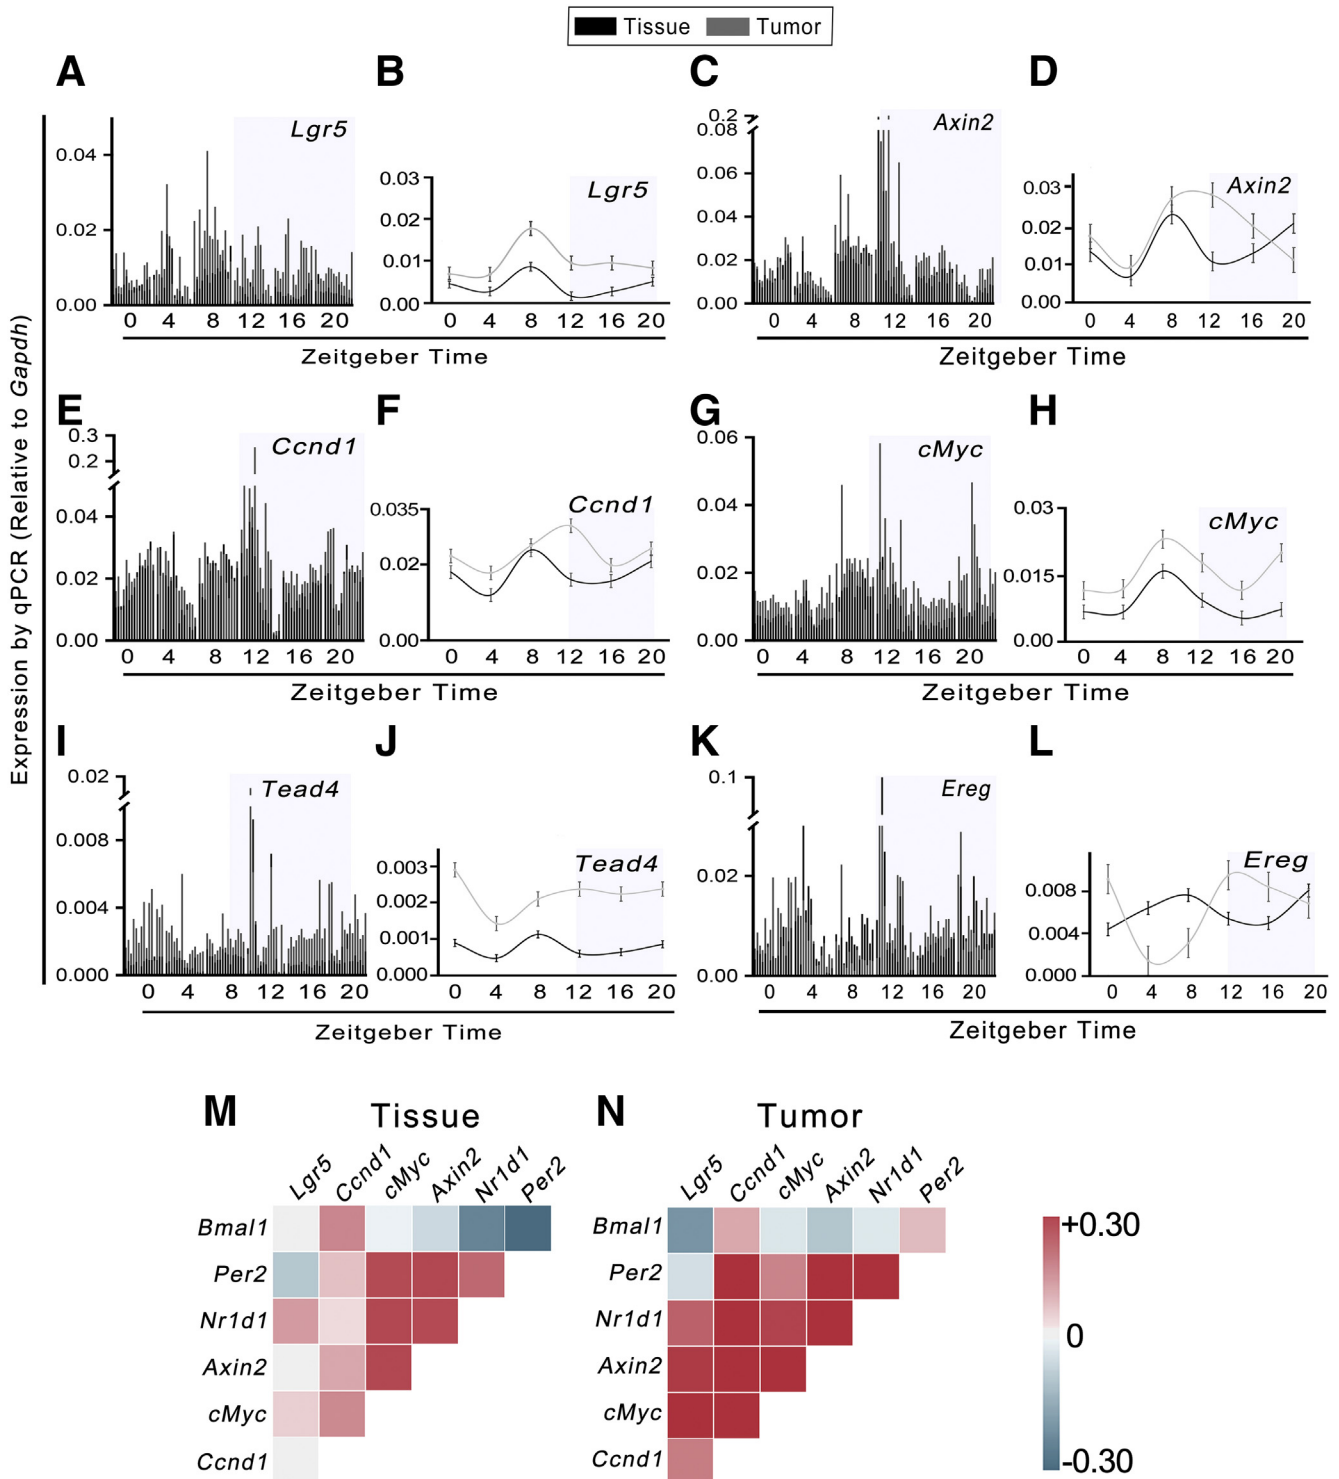 Tissue Tumor
A B C D
Expression by qPCR (Relative to Gapdh)
Lgr5
0.04
0.02
0.00
0 4 8 12 16 20
Lgr5
0.03
0.02
0.01
0.00
0 4 8 12 16 20
Zeitgeber Time
Axin2
0.2
0.08
0.06
0.04
0.02
0.00
0 4 8 12 16 20
Axin2
0.03
0.02
0.01
0.00
0 4 8 12 16 20
Zeitgeber Time
E F G H
Ccnd1
0.3
0.2
0.04
0.02
0.00
0 4 8 12 16 20
Ccnd1
0.035
0.02
0.00
0 4 8 12 16 20
Zeitgeber Time
cMyc
0.06
0.04
0.02
0.00
0 4 8 12 16 20
cMyc
0.03
0.015
0.00
0 4 8 12 16 20
Zeitgeber Time
I J K L
Tead4
0.02
0.008
0.004
0.000
0 4 8 12 16 20
Tead4
0.003
0.002
0.001
0.000
0 4 8 12 16 20
Zeitgeber Time
Ereg
0.1
0.02
0.00
0 4 8 12 16 20
Ereg
0.008
0.004
0.000
0 4 8 12 16 20
Zeitgeber Time
M Tissue
Lgr5 Ccnd1 cMyc Axin2 Nr1d1 Per2
Bmal1
Per2
Nr1d1
Axin2
cMyc
Ccnd1
N Tumor
Lgr5 Ccnd1 cMyc Axin2 Nr1d1 Per2
Bmal1
Per2
Nr1d1
Axin2
cMyc
Ccnd1
+0.30
0
-0.30